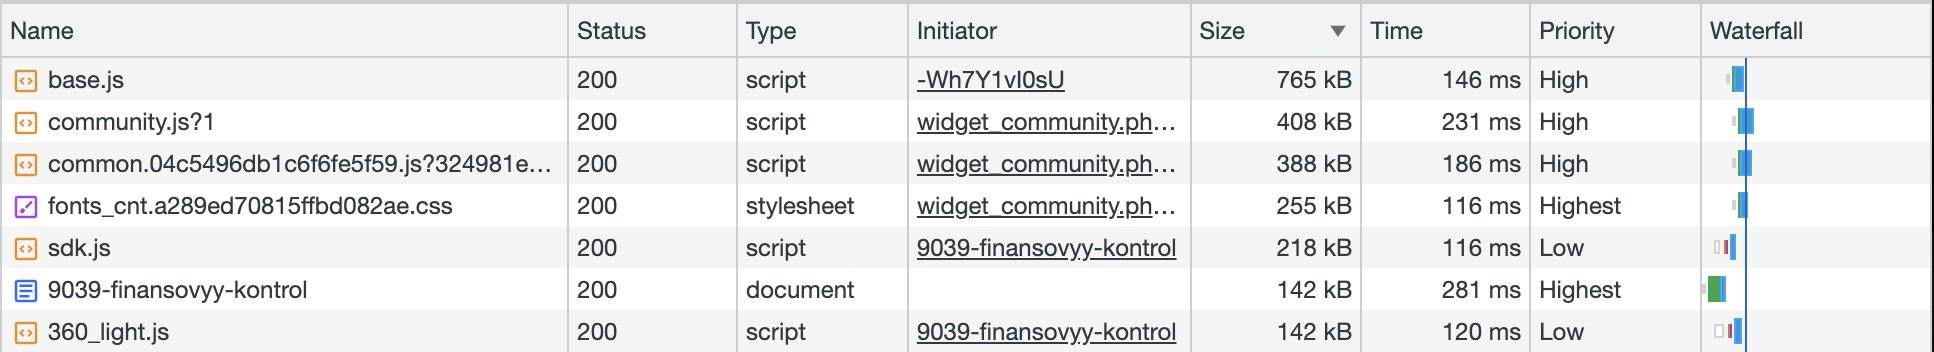 Name Status Type Initiator Size Time Priority Waterfall
base.js 200 script -Wh7Y1vl0sU 765 kB 146 ms High
community.js?1 200 script widget_community.ph… 408 kB 231 ms High
common.04c5496db1c6f6fe5f59.js?324981e… 200 script widget_community.ph… 388 kB 186 ms High
fonts_cnt.a289ed70815ffbd082ae.css 200 stylesheet widget_community.ph… 255 kB 116 ms Highest
sdk.js 200 script 9039-finansovyy-kontrol 218 kB 116 ms Low
9039-finansovyy-kontrol 200 document 142 kB 281 ms Highest
360_light.js 200 script 9039-finansovyy-kontrol 142 kB 120 ms Low